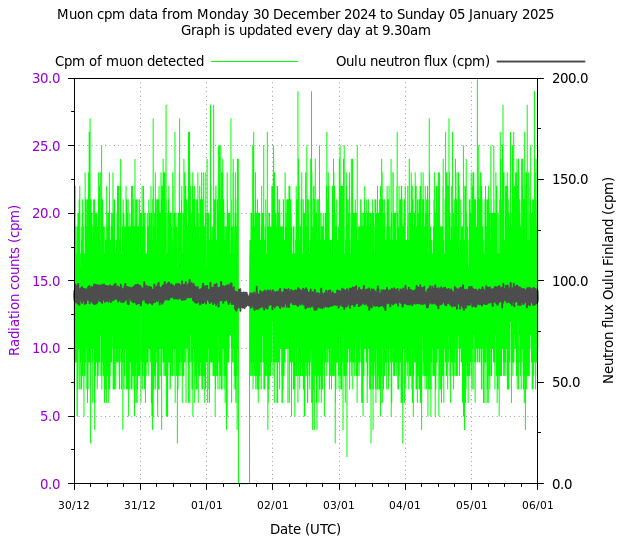 Muon cpm data from Monday 30 December 2024 to Sunday 05 January 2025
Graph is updated every day at 9.30am
Cpm of muon detected
Oulu neutron flux (cpm)
30.0
25.0
20.0
15.0
10.0
5.0
0.0
Radiation counts (cpm)
200.0
150.0
100.0
50.0
0.0
Neutron flux Oulu Finland (cpm)
30/12 31/12 01/01 02/01 03/01 04/01 05/01 06/01
Date (UTC)